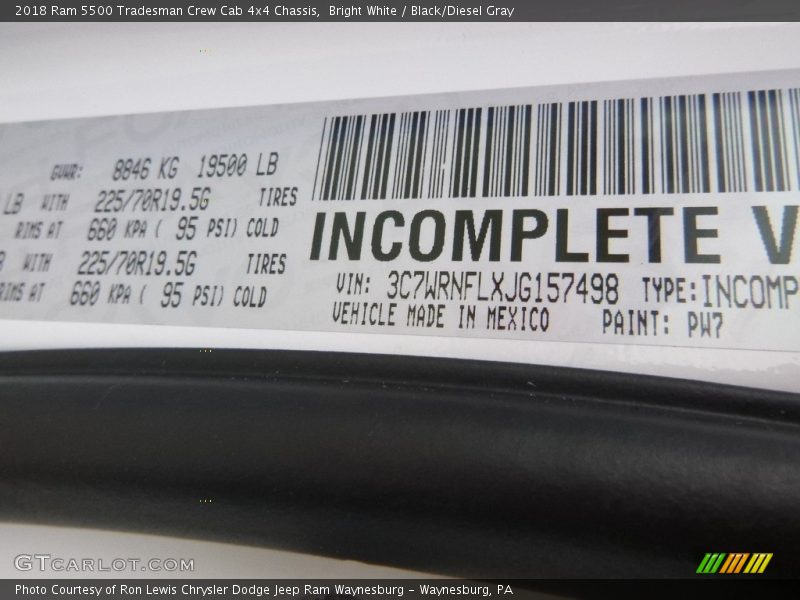 2018 Ram 5500 Tradesman Crew Cab 4x4 Chassis,  Bright White / Black/Diesel Gray
GVWR: 8846 KG 19500 LB
LB WITH 225/70R19.5G TIRES
RIMS AT 660 KPA ( 95 PSI) COLD
WITH 225/70R19.5G TIRES
RIMS AT 660 KPA ( 95 PSI) COLD
INCOMPLETE V
VIN: 3C7WRNFLXJG157498 TYPE: INCOMP
VEHICLE MADE IN MEXICO PAINT: PW7
GTCARLOT.COM
Photo Courtesy of Ron Lewis Chrysler Dodge Jeep Ram Waynesburg – Waynesburg, PA